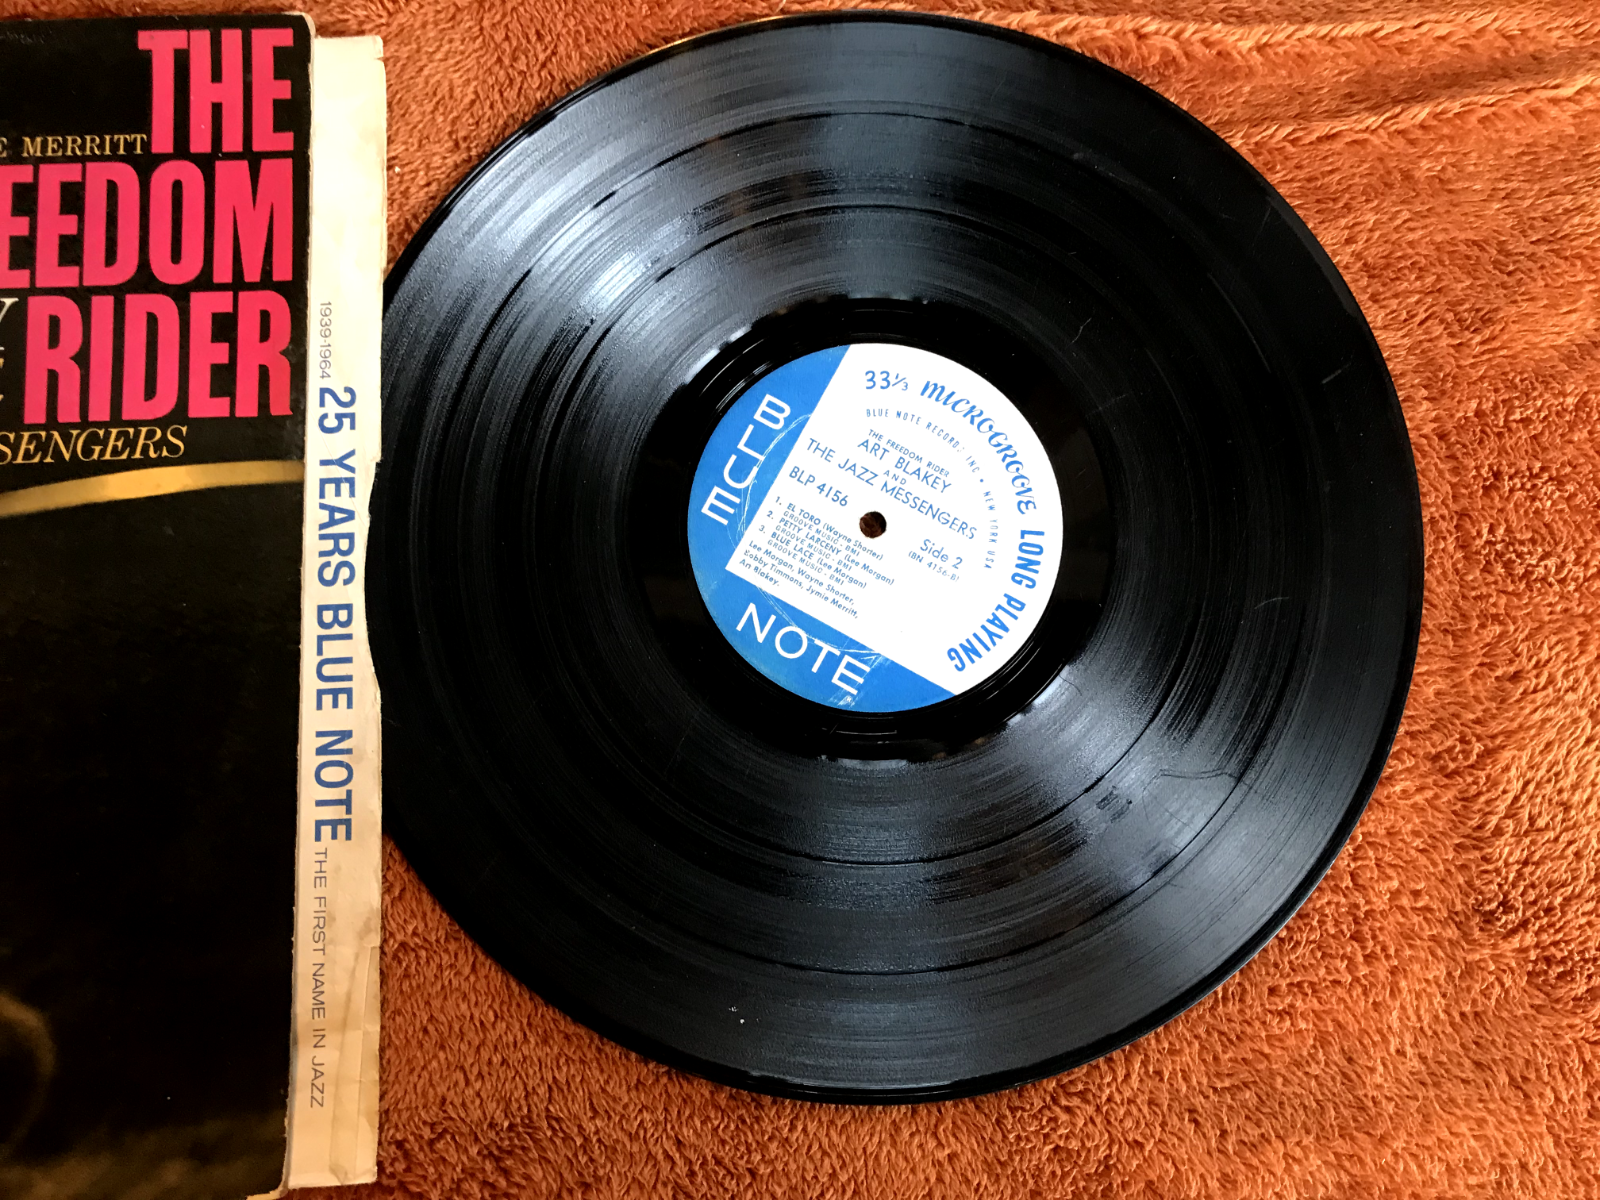 THE
MERRITT
EEDOM
RIDER
SENGERS
1939-1964 25 YEARS BLUE NOTE THE FIRST NAME IN JAZZ
33 1/3 MICROGROOVE LONG PLAYING
BLUE NOTE RECORDS INC • NEW YORK USA
THE FREEDOM RIDER
ART BLAKEY
AND
THE JAZZ MESSENGERS
BLP 4156
Side 2
(BN 4156-B)
1. EL TORO (Wayne Shorter)
GROOVE MUSIC - BMI
2. PETTY LARCENY (Lee Morgan)
GROOVE MUSIC - BMI
3. BLUE LACE (Lee Morgan)
GROOVE MUSIC - BMI
Lee Morgan, Wayne Shorter,
Bobby Timmons, Jymie Merritt,
Art Blakey.
BLUE
NOTE